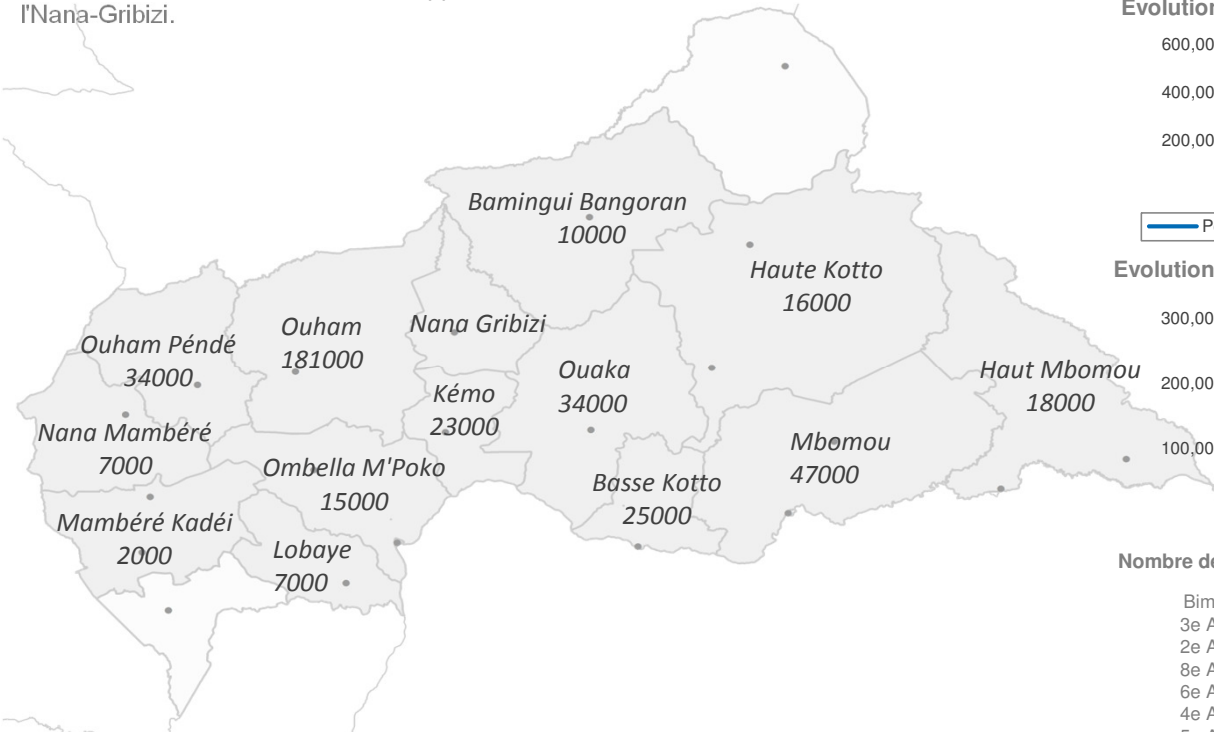 l'Nana-Gribizi.
Bamingui Bangoran
10000
Haute Kotto
16000
Nana Gribizi
Ouham
181000
Ouham Péndé
34000
Ouaka
34000
Haut Mbomou
18000
Kémo
23000
Nana Mambéré
7000
Mbomou
47000
Ombella M'Poko
15000
Basse Kotto
25000
Mambéré Kadéi
2000
Lobaye
7000
Evolution
600,00
400,00
200,00
P
Evolution
300,00
200,00
100,00
Nombre de
Bim
3e A
2e A
8e A
6e A
4e A